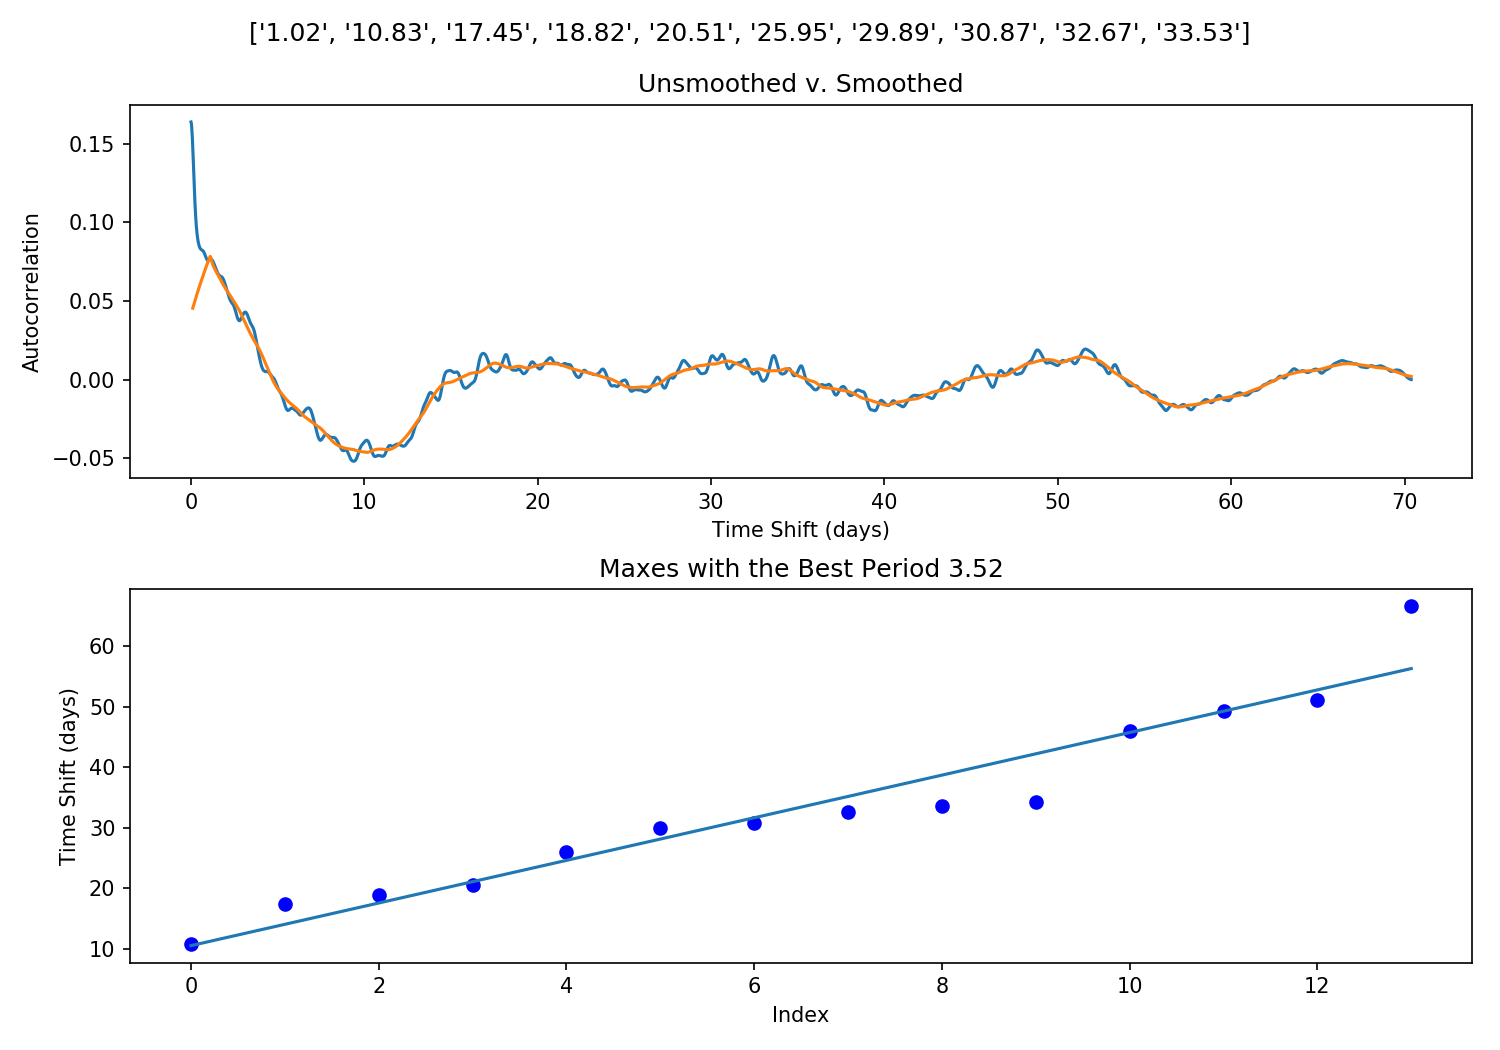 ['1.02', '10.83', '17.45', '18.82', '20.51', '25.95', '29.89', '30.87', '32.67', '33.53']
Unsmoothed v. Smoothed
Autocorrelation
0.15
0.10
0.05
0.00
−0.05
0 10 20 30 40 50 60 70
Time Shift (days)
Maxes with the Best Period 3.52
Time Shift (days)
60
50
40
30
20
10
0 2 4 6 8 10 12
Index